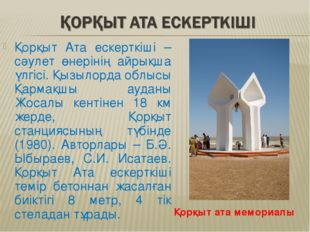 ҚОРҚЫТ АТА ЕСКЕРТКІШІ
Қорқыт Ата ескерткіші –
сәулет өнерінің айрықша
үлгісі. Қызылорда облысы
Қармақшы ауданы
Жосалы кентінен 18 км
жерде, Қорқыт
станциясының түбінде
(1980). Авторлары – Б.Ә.
Ыбыраев, С.И. Исатаев.
Қорқыт Ата ескерткіші
темір бетоннан жасалған
биіктігі 8 метр, 4 тік
стеладан тұрады.
Қорқыт ата мемориалы